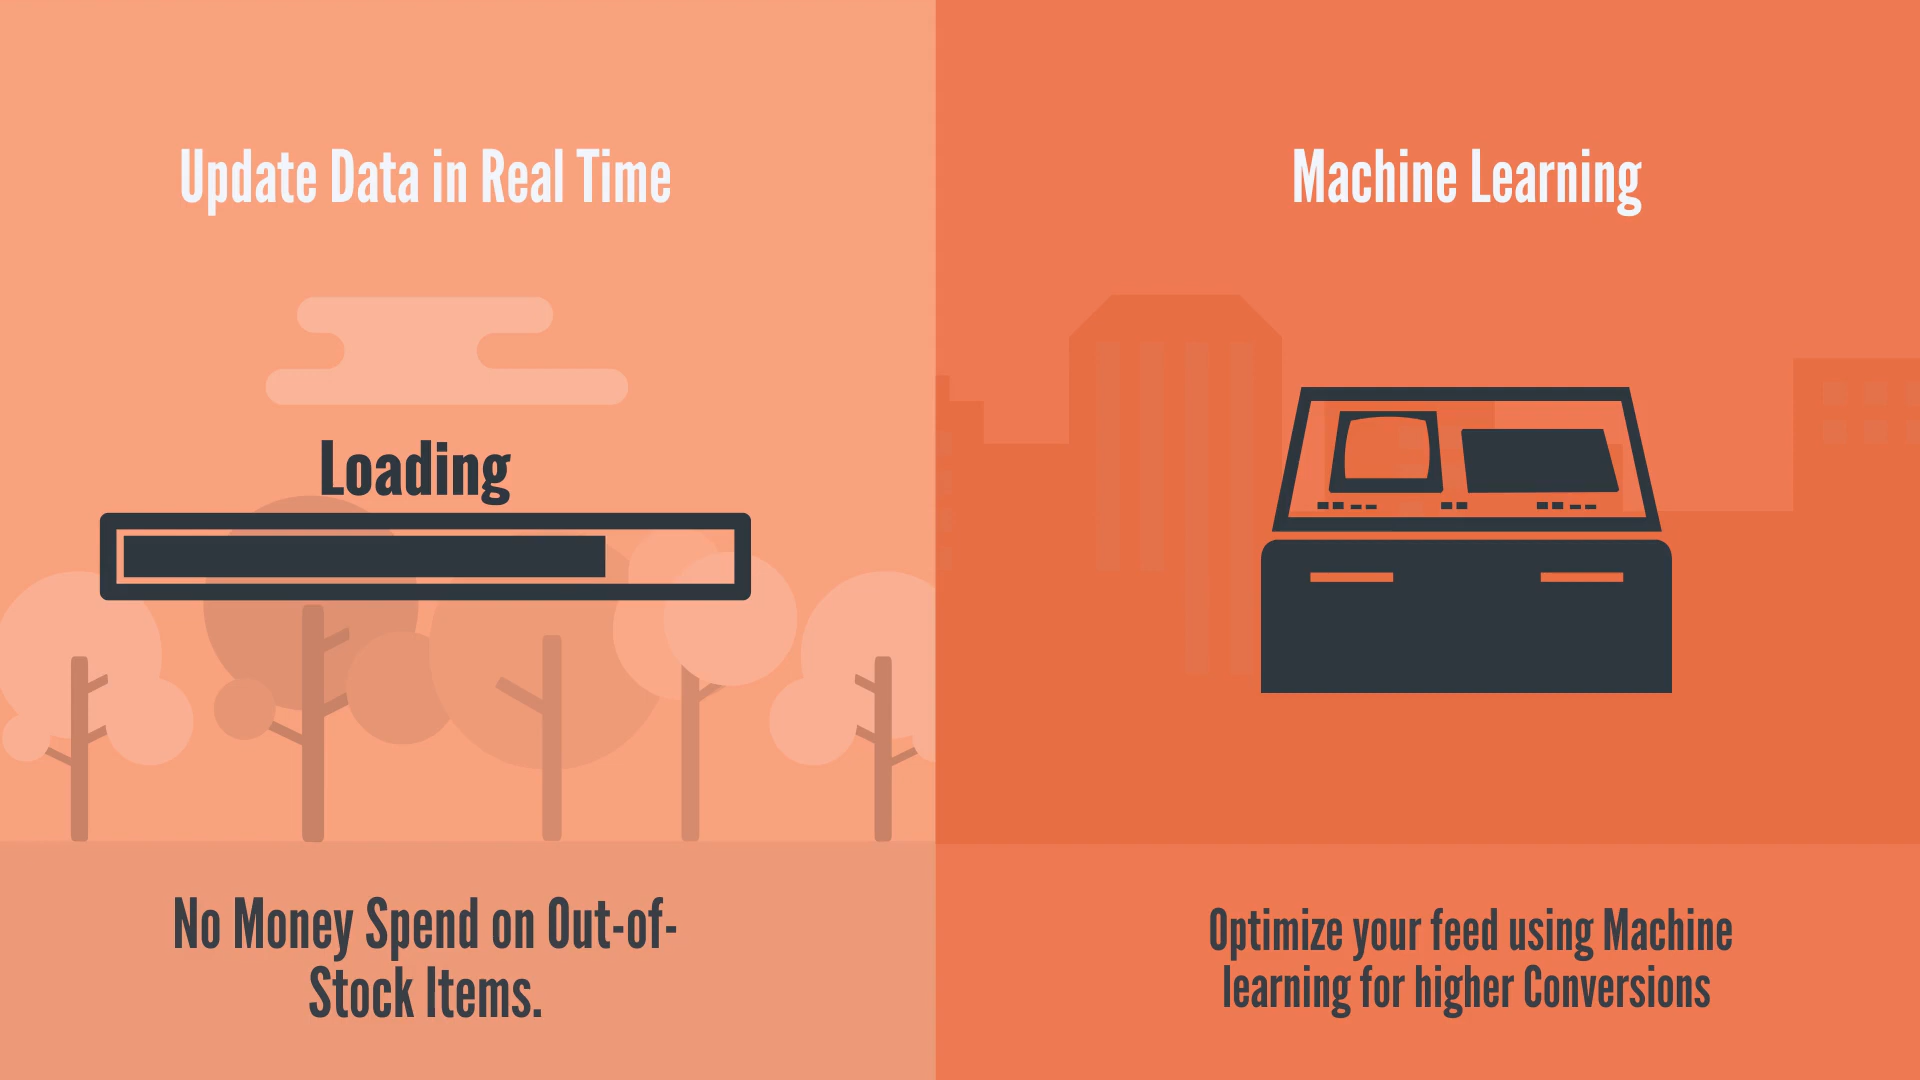 Update Data in Real Time
Loading
No Money Spend on Out-of-
Stock Items.
Machine Learning
Optimize your feed using Machine
learning for higher Conversions